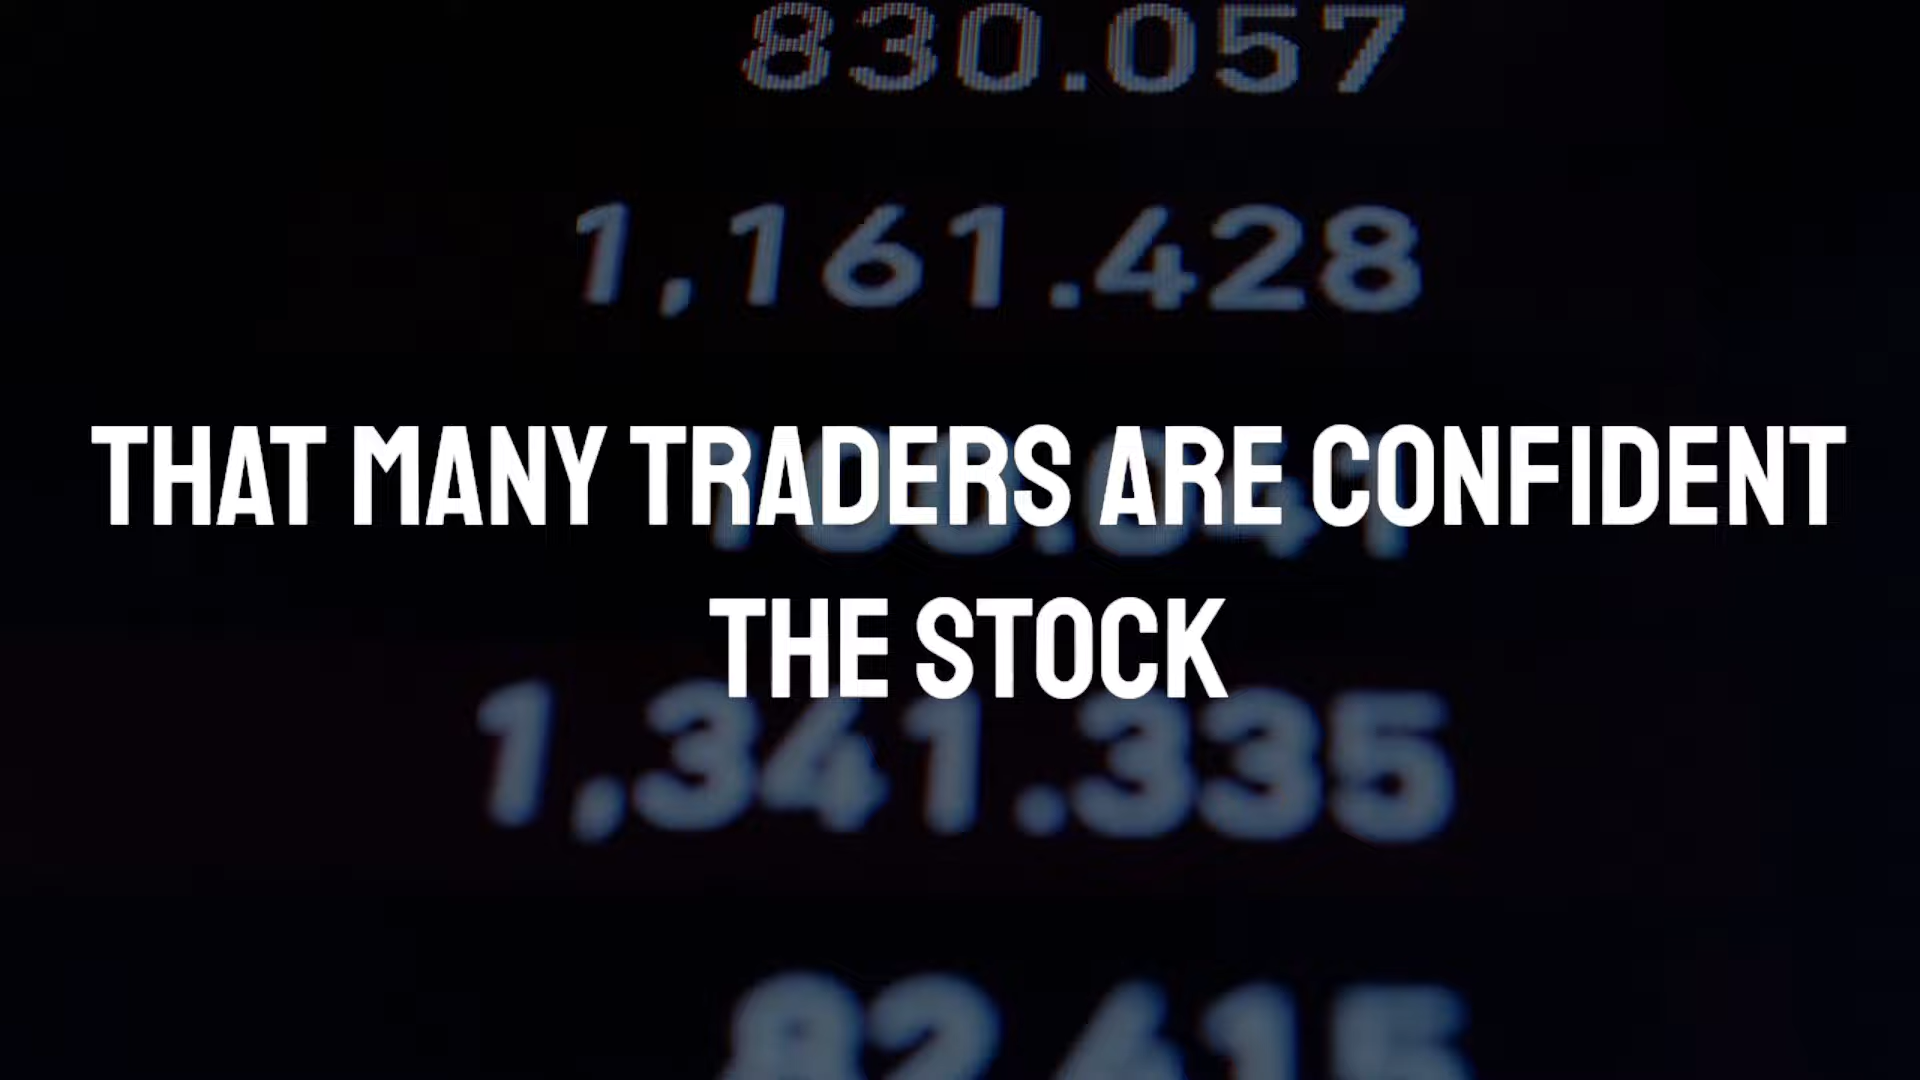 830.057
1,161.428
THAT MANY TRADERS ARE CONFIDENT
THE STOCK
1,341.335